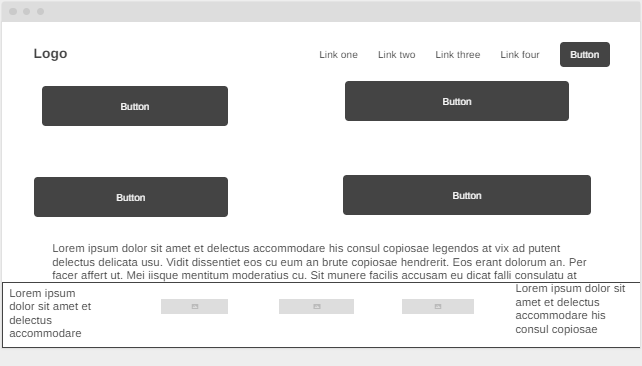 Logo
Link one Link two Link three Link four Button
Button
Button
Button
Button
Lorem ipsum dolor sit amet et delectus accommodare his consul copiosae legendos at vix ad putent
delectus delicata usu. Vidit dissentiet eos cu eum an brute copiosae hendrerit. Eos erant dolorum an. Per
facer affert ut. Mei iisque mentitum moderatius cu. Sit munere facilis accusam eu dicat falli consulatu at
Lorem ipsum
dolor sit amet et
delectus
accommodare
Lorem ipsum dolor sit
amet et delectus
accommodare his
consul copiosae